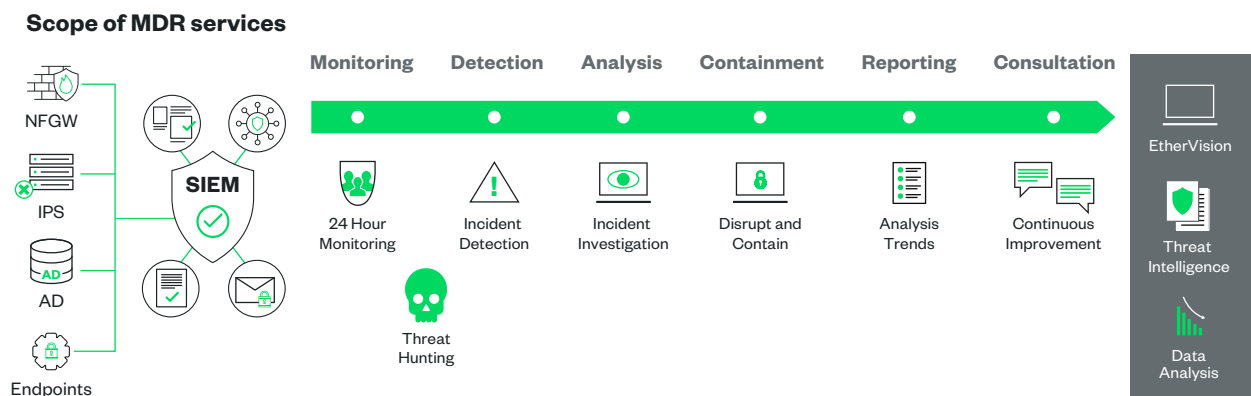 Scope of MDR services
NFGW
IPS
AD
AD
Endpoints
SIEM
Monitoring
Detection
Analysis
Containment
Reporting
Consultation
24 Hour
Monitoring
Incident
Detection
Incident
Investigation
Disrupt and
Contain
Analysis
Trends
Continuous
Improvement
Threat
Hunting
EtherVision
Threat
Intelligence
Data
Analysis